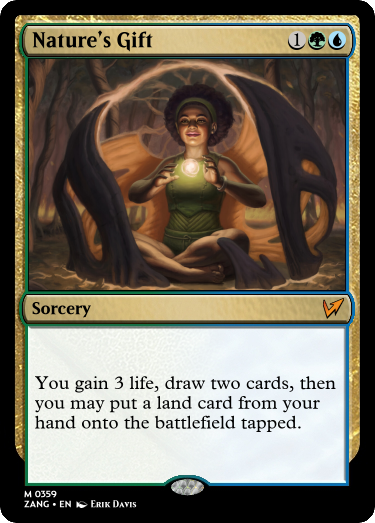 Nature's Gift 1
Sorcery
You gain 3 life, draw two cards, then
you may put a land card from your
hand onto the battlefield tapped.
M 0359
ZANG • EN Erik Davis